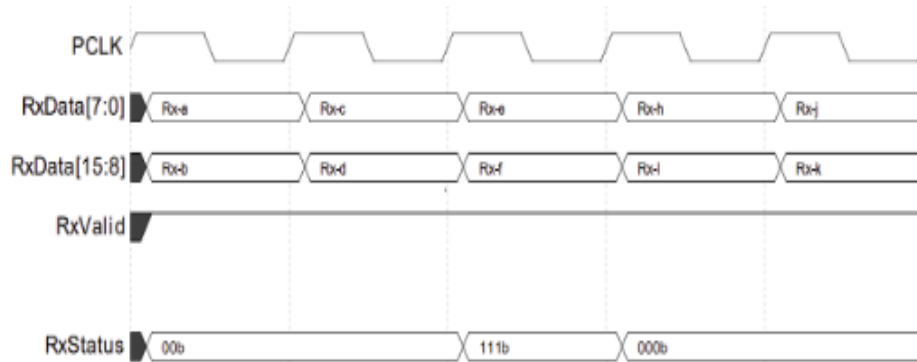 PCLK
RxData[7:0] Rx-a Rx-c Rx-e Rx-h Rx-j
RxData[15:8] Rx-b Rx-d Rx-f Rx-I Rx-k
RxValid
RxStatus 00b 111b 000b